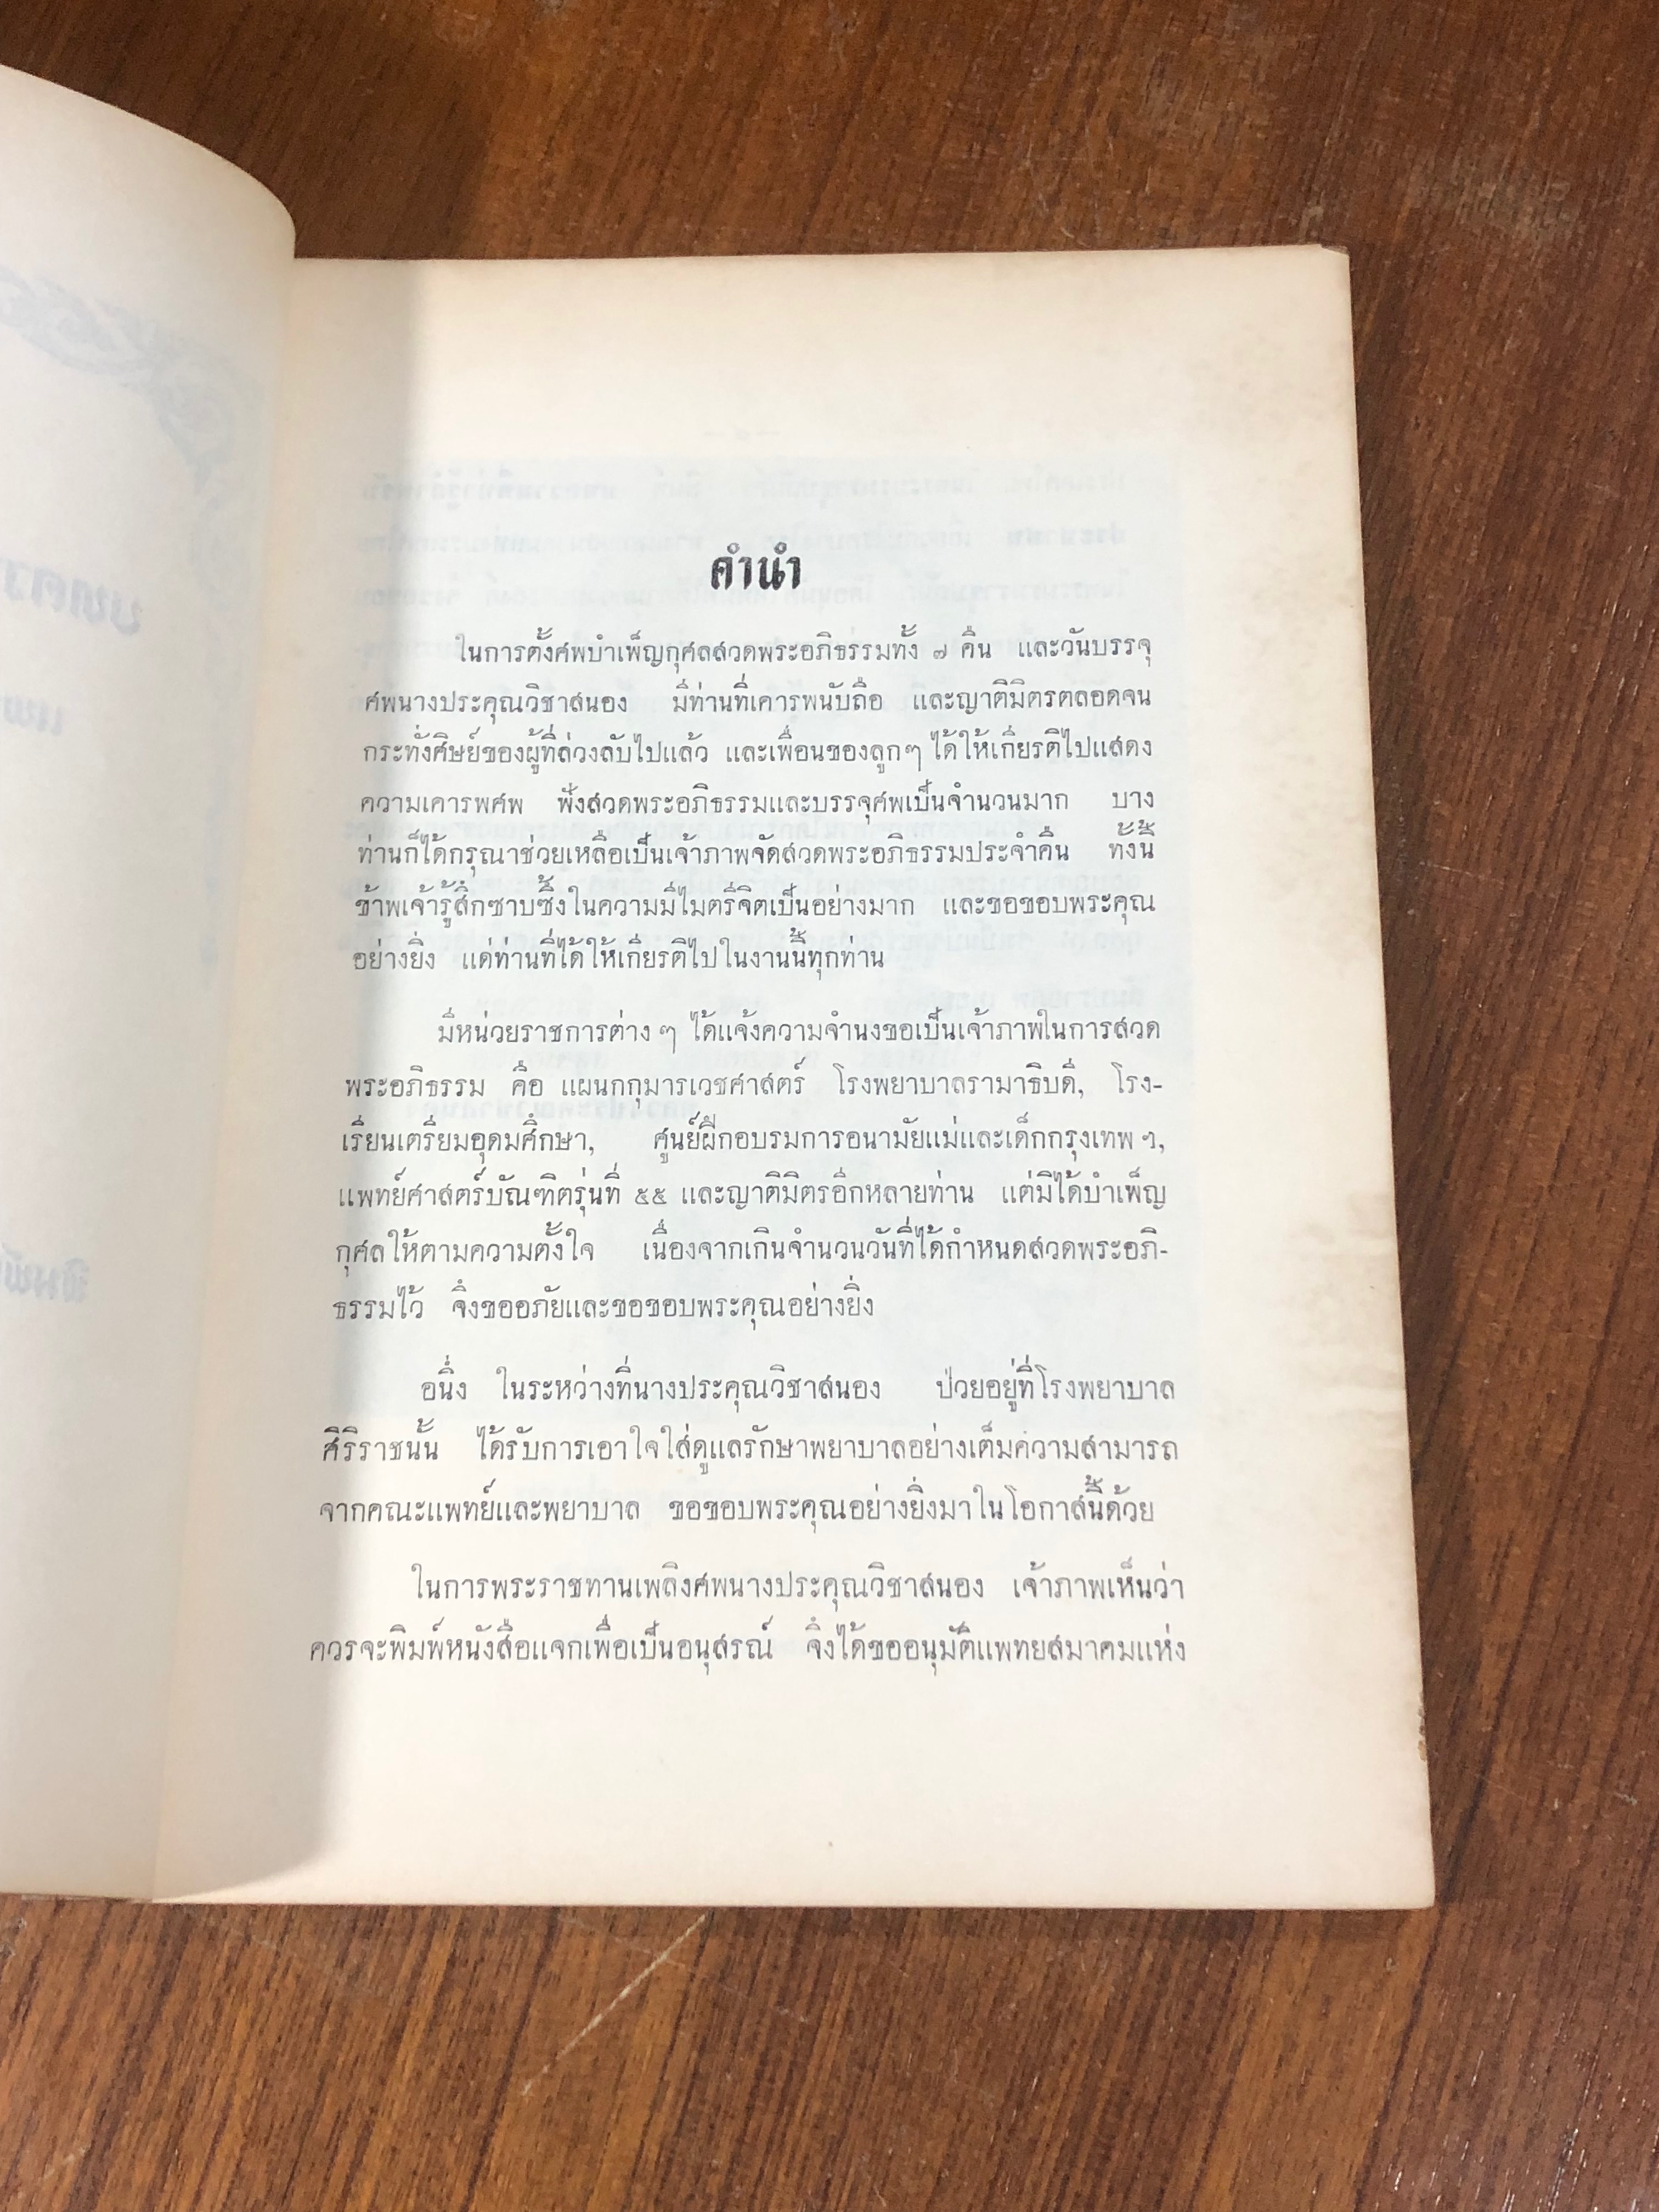 คำนำ
ในการตั้งศพบำเพ็ญกุศลสวดพระอภิธรรมทั้ง ๗ คืน และวันบรรจุ
ศพนางประคุณวิชาสนอง มีท่านที่เคารพนับถือ และญาติมิตรตลอดจน
กระทั่งศิษย์ของผู้ที่ล่วงลับไปแล้ว และเพื่อนของลูกๆ ได้ให้เกียรติไปแสดง
ความเคารพศพ ฟังสวดพระอภิธรรมและบรรจุศพเป็นจำนวนมาก บาง
ท่านก็ได้กรุณาช่วยเหลือเป็นเจ้าภาพจัดสวดพระอภิธรรมประจำคืน ทั้งนี้
ข้าพเจ้ารู้สึกซาบซึ้งในความมีไมตรีจิตเป็นอย่างมาก และขอขอบพระคุณ
อย่างยิ่ง แด่ท่านที่ได้ให้เกียรติไปในงานนี้ทุกท่าน
มีหน่วยราชการต่าง ๆ ได้แจ้งความจำนงขอเป็นเจ้าภาพในการสวด
พระอภิธรรม คือ แผนกกุมารเวชศาสตร์ โรงพยาบาลรามาธิบดี, โรง-
เรียนเตรียมอุดมศึกษา, ศูนย์ฝึกอบรมการอนามัยแม่และเด็กกรุงเทพ ฯ,
แพทย์ศาสตร์บัณฑิตรุ่นที่ ๕๕ และญาติมิตรอีกหลายท่าน แต่มิได้บำเพ็ญ
กุศลให้ตามความตั้งใจ เนื่องจากเกินจำนวนวันที่ได้กำหนดสวดพระอภิ-
ธรรมไว้ จึงขออภัยและขอขอบพระคุณอย่างยิ่ง
อนึ่ง ในระหว่างที่นางประคุณวิชาสนอง ป่วยอยู่ที่โรงพยาบาล
ศิริราชนั้น ได้รับการเอาใจใส่ดูแลรักษาพยาบาลอย่างเต็มความสามารถ
จากคณะแพทย์และพยาบาล ขอขอบพระคุณอย่างยิ่งมาในโอกาสนี้ด้วย
ในการพระราชทานเพลิงศพนางประคุณวิชาสนอง เจ้าภาพเห็นว่า
ควรจะพิมพ์หนังสือแจกเพื่อเป็นอนุสรณ์ จึงได้ขออนุมัติแพทยสมาคมแห่ง